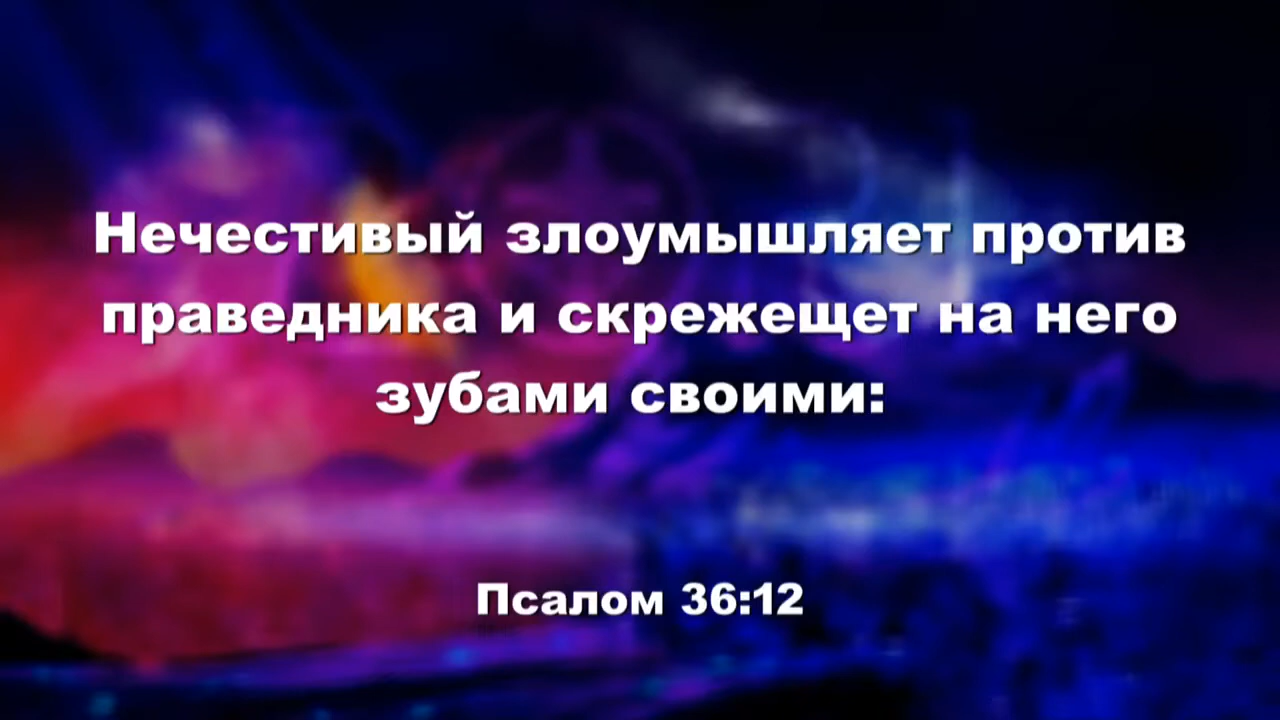 Нечестивый злоумышляет против
праведника и скрежещет на него
зубами своими:
Псалом 36:12